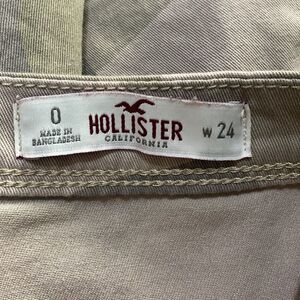 0
MADE IN
BANGLADESH
HOLLISTER
CALIFORNIA
W 24